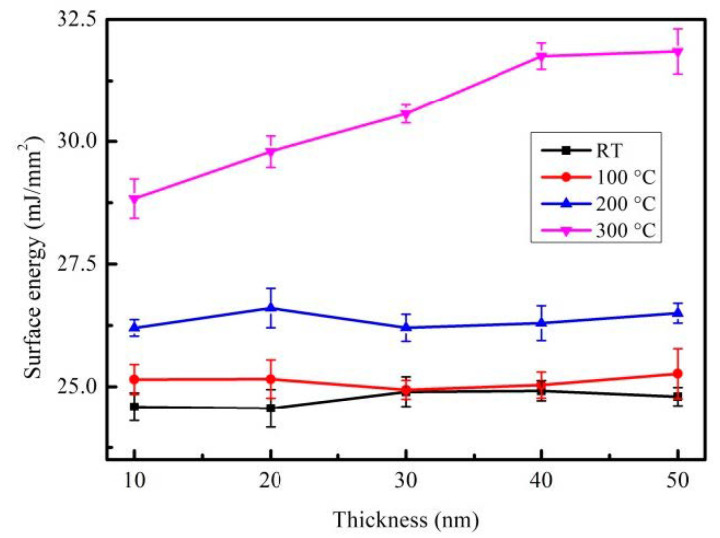 32.5
30.0
27.5
25.0
Surface energy (mJ/mm²)
RT
100 °C
200 °C
300 °C
10 20 30 40 50
Thickness (nm)